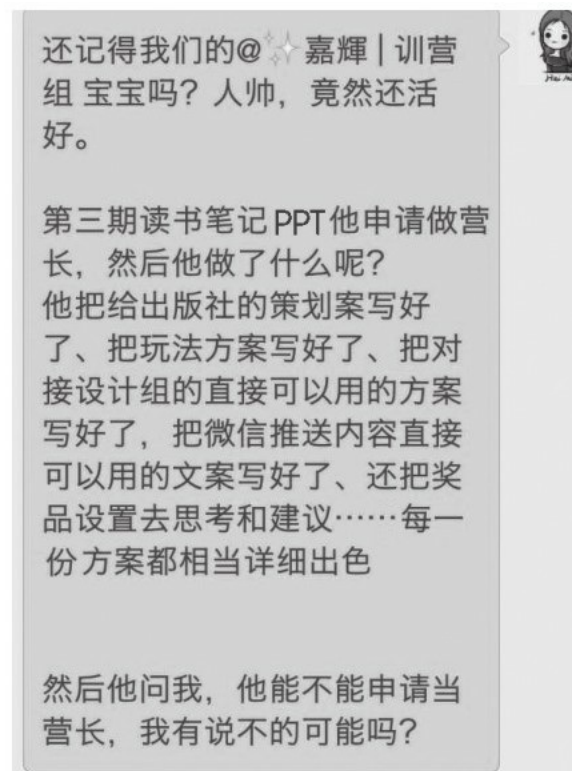 还记得我们的@✨嘉輝 | 训营
组 宝宝吗？人帅，竟然还活
好。
第三期读书笔记PPT他申请做营
长，然后他做了什么呢？
他把给出版社的策划案写好
了、把玩法方案写好了、把对
接设计组的直接可以用的方案
写好了，把微信推送内容直接
可以用的文案写好了、还把奖
品设置去思考和建议……每一
份方案都相当详细出色
然后他问我，他能不能申请当
营长，我有说不的可能吗？